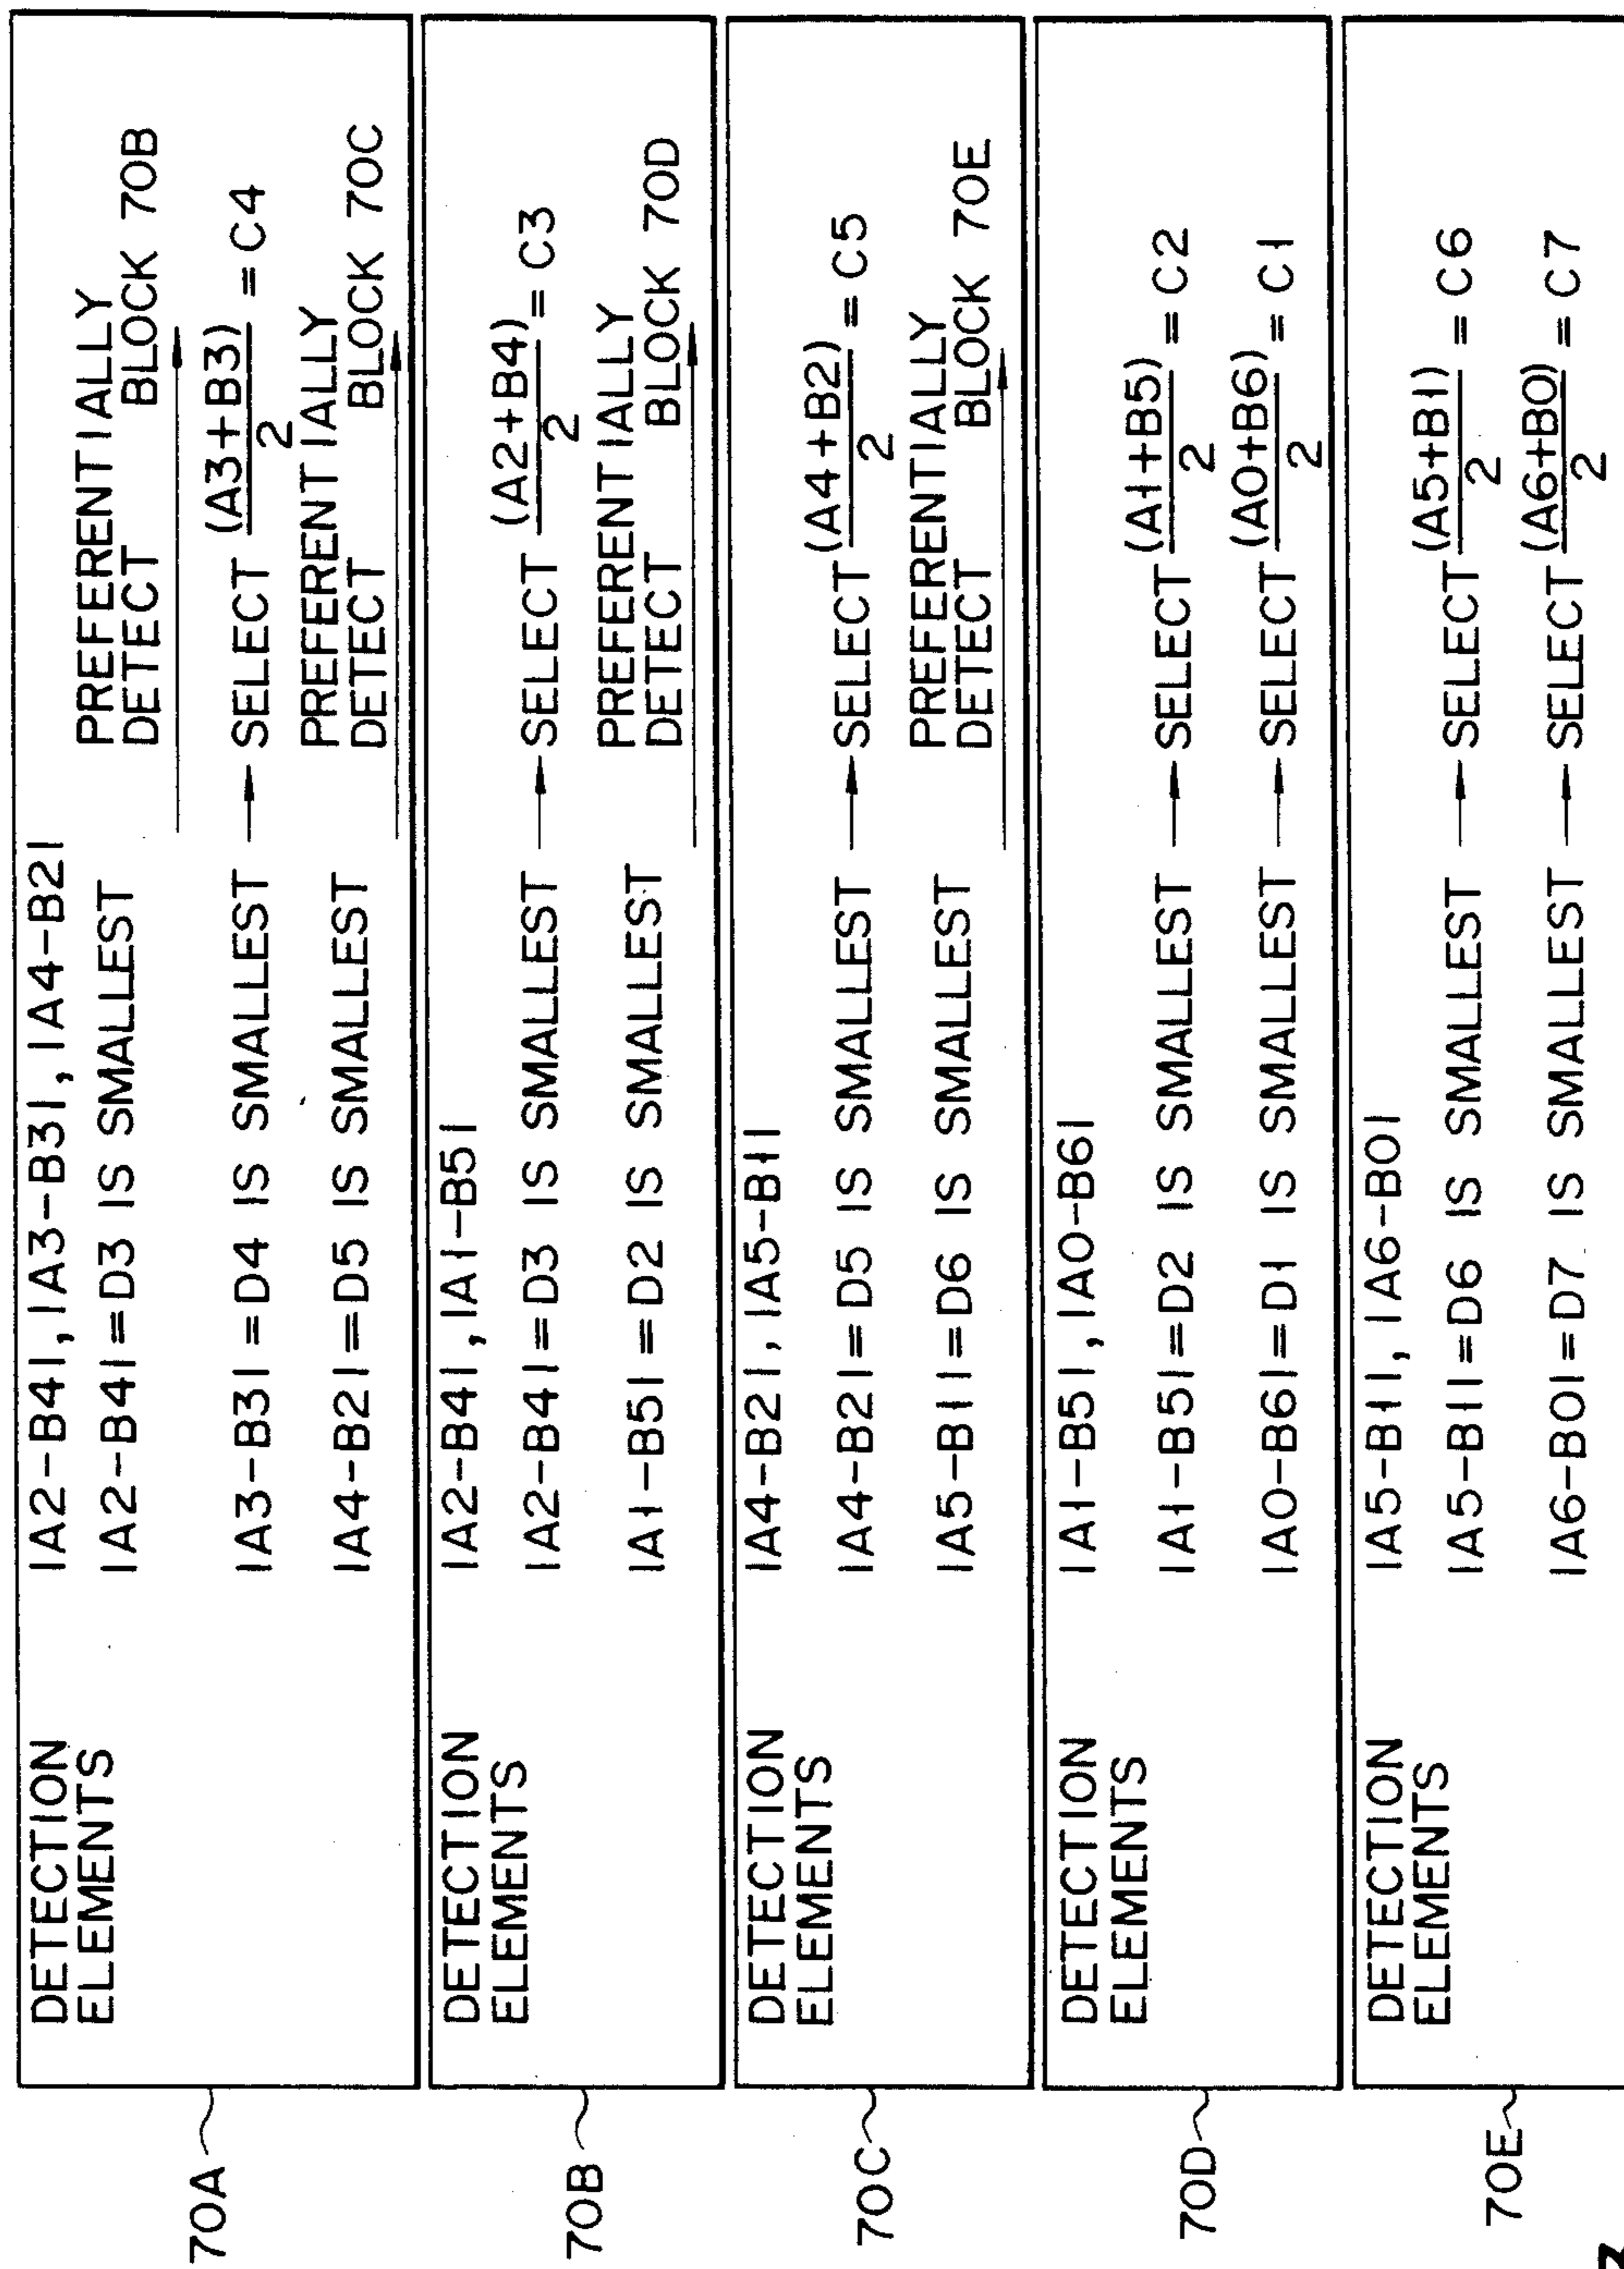 70A
DETECTION
ELEMENTS
|A2-B4|, |A3-B3|, |A4-B2|
|A2-B4|=D3 IS SMALLEST
PREFERENTIALLY
DETECT BLOCK 70B
|A3-B3|=D4 IS SMALLEST → SELECT (A3+B3)/2 = C4
|A4-B2|=D5 IS SMALLEST
PREFERENTIALLY
DETECT BLOCK 70C
70B
DETECTION
ELEMENTS
|A2-B4|, |A1-B5|
|A2-B4|=D3 IS SMALLEST → SELECT (A2+B4)/2 = C3
|A1-B5|=D2 IS SMALLEST
PREFERENTIALLY
DETECT BLOCK 70D
70C
DETECTION
ELEMENTS
|A4-B2|, |A5-B1|
|A4-B2|=D5 IS SMALLEST → SELECT (A4+B2)/2 = C5
|A5-B1|=D6 IS SMALLEST
PREFERENTIALLY
DETECT BLOCK 70E
70D
DETECTION
ELEMENTS
|A1-B5|, |A0-B6|
|A1-B5|=D2 IS SMALLEST → SELECT (A1+B5)/2 = C2
|A0-B6|=D1 IS SMALLEST → SELECT (A0+B6)/2 = C1
70E
DETECTION
ELEMENTS
|A5-B1|, |A6-B0|
|A5-B1|=D6 IS SMALLEST → SELECT (A5+B1)/2 = C6
|A6-B0|=D7 IS SMALLEST → SELECT (A6+B0)/2 = C7